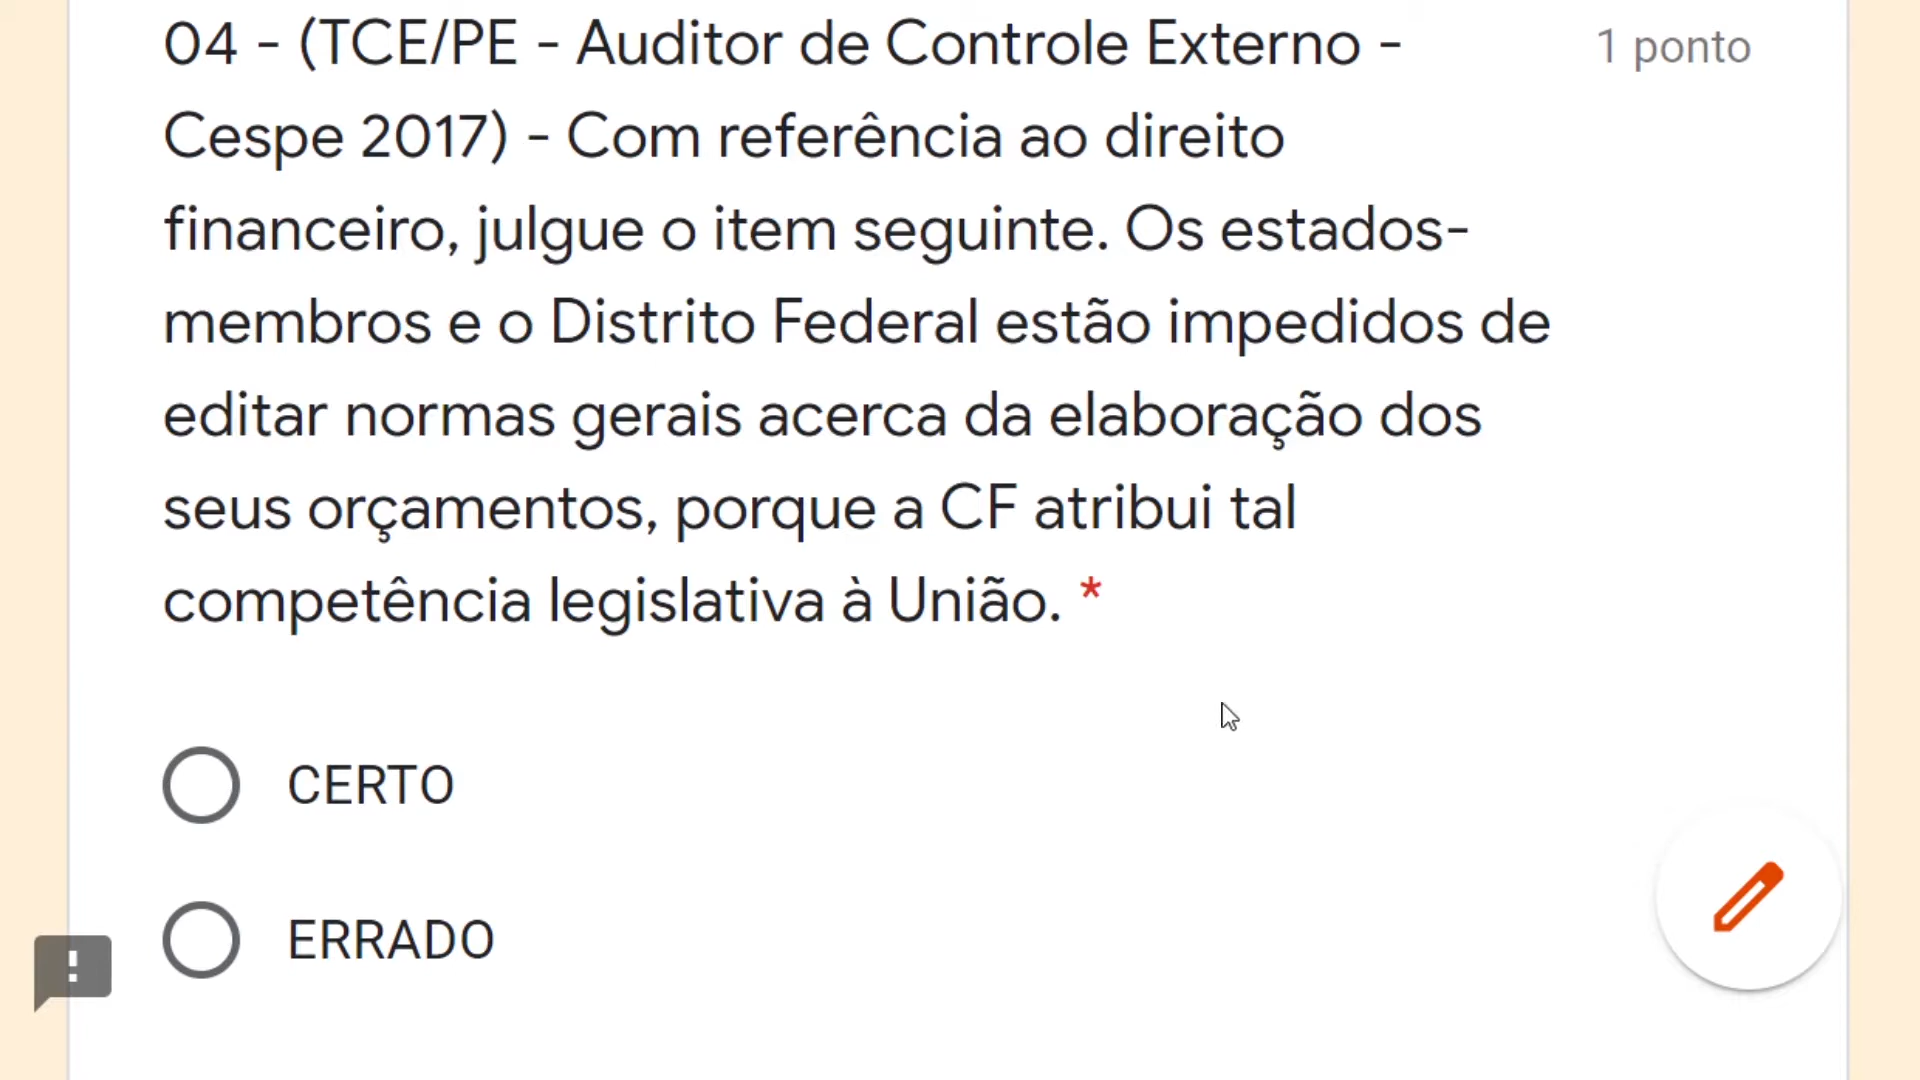 04 - (TCE/PE - Auditor de Controle Externo -
1 ponto
Cespe 2017) - Com referência ao direito
financeiro, julgue o item seguinte. Os estados-
membros e o Distrito Federal estão impedidos de
editar normas gerais acerca da elaboração dos
seus orçamentos, porque a CF atribui tal
competência legislativa à União. *
CERTO
ERRADO